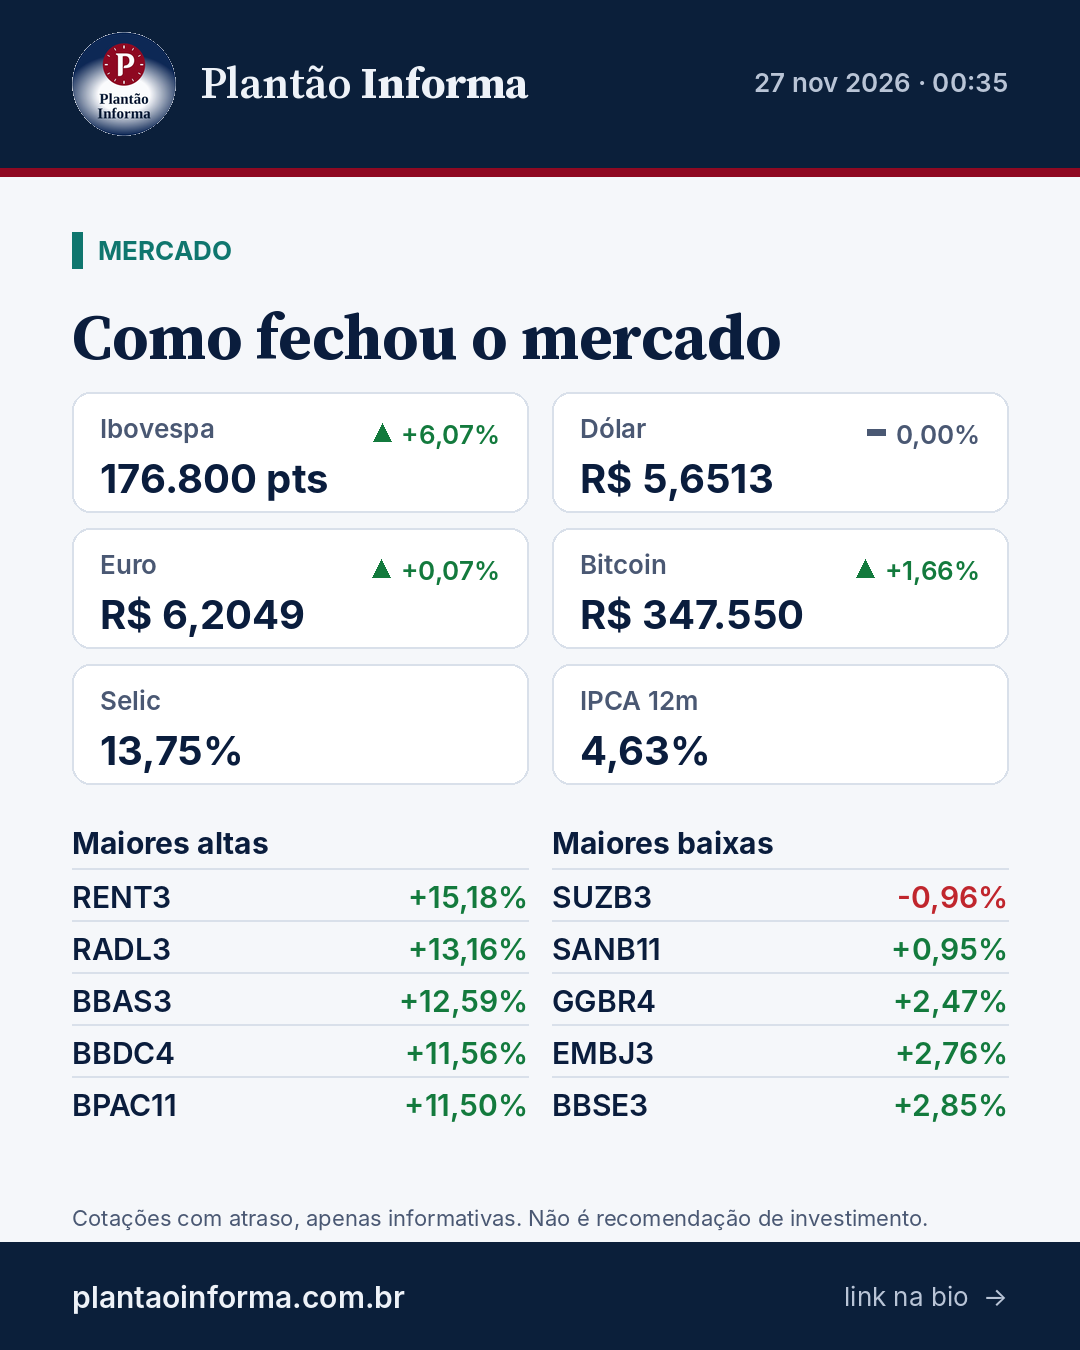 P
Plantão
Informa
Plantão Informa
27 nov 2026 · 00:35
MERCADO
Como fechou o mercado
Ibovespa
▲ +6,07%
176.800 pts
Dólar
0,00%
R$ 5,6513
Euro
▲ +0,07%
R$ 6,2049
Bitcoin
▲ +1,66%
R$ 347.550
Selic
13,75%
IPCA 12m
4,63%
Maiores altas
RENT3 +15,18%
RADL3 +13,16%
BBAS3 +12,59%
BBDC4 +11,56%
BPAC11 +11,50%
Maiores baixas
SUZB3 -0,96%
SANB11 +0,95%
GGBR4 +2,47%
EMBJ3 +2,76%
BBSE3 +2,85%
Cotações com atraso, apenas informativas. Não é recomendação de investimento.
plantaoinforma.com.br
link na bio →